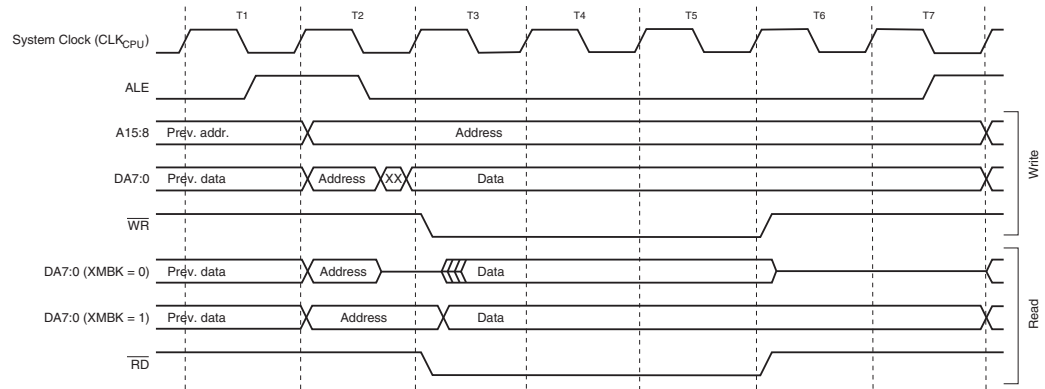 T1 T2 T3 T4 T5 T6 T7
System Clock (CLKCPU)
ALE
A15:8 Prev. addr. Address
DA7:0 Prev. data Address XX Data
WR
Write
DA7:0 (XMBK = 0) Prev. data Address Data
DA7:0 (XMBK = 1) Prev. data Address Data
RD
Read